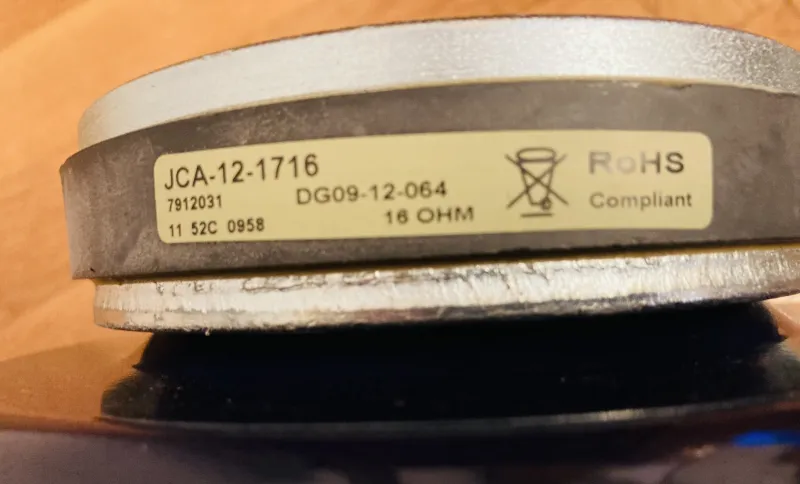 JCA-12-1716
7912031
DG09-12-064
11 52C 0958
16 OHM
RoHS
Compliant